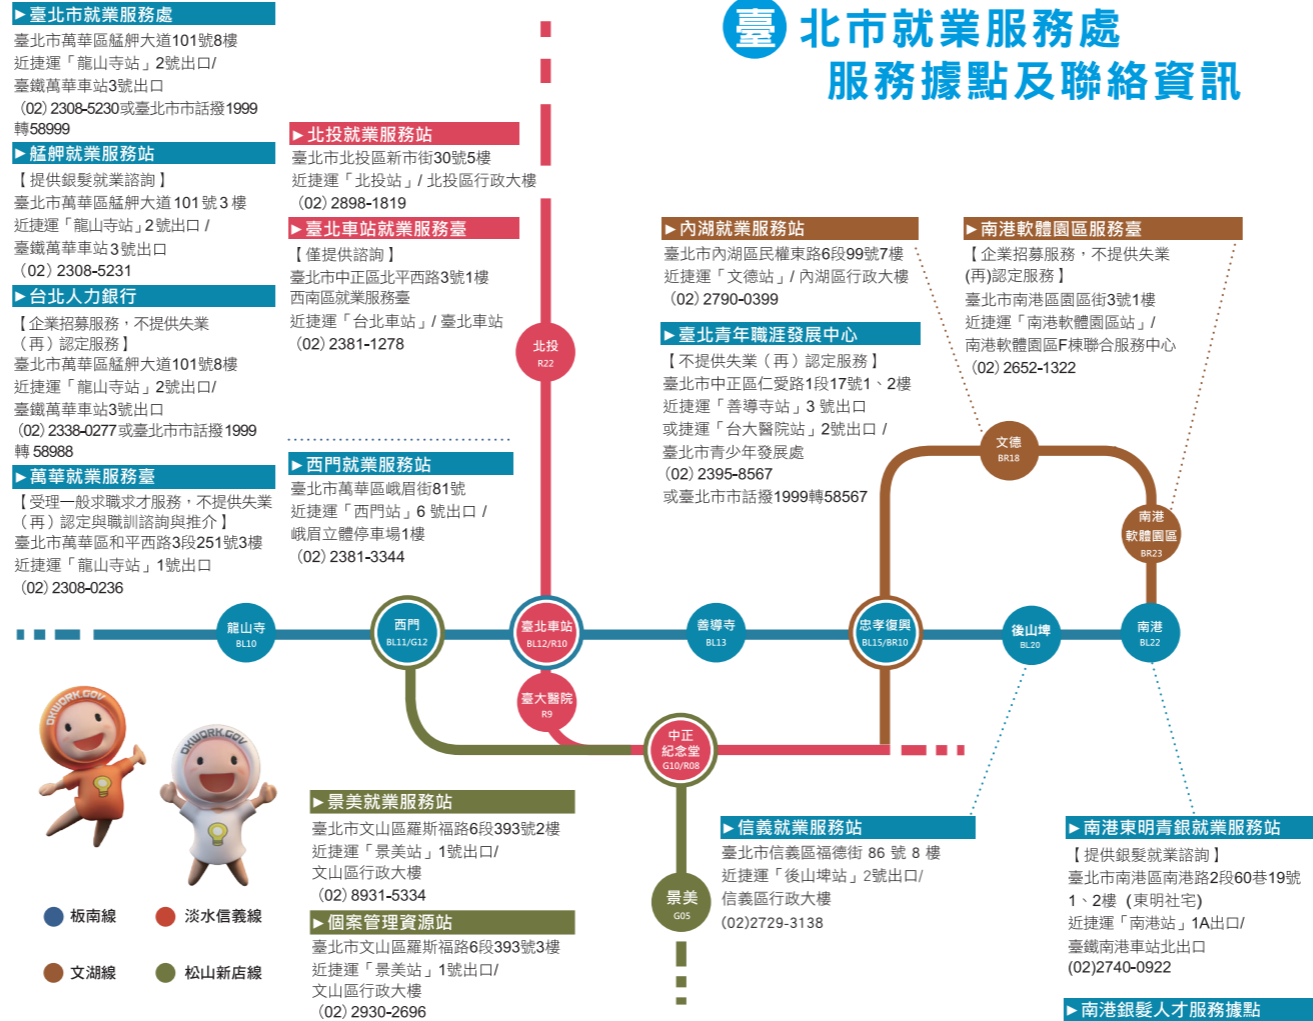 臺北市就業服務處
服務據點及聯絡資訊
▶臺北市就業服務處
臺北市萬華區艋舺大道101號8樓
近捷運「龍山寺站」2號出口/
臺鐵萬華車站3號出口
(02) 2308-5230或臺北市市話撥1999
轉58999
▶艋舺就業服務站
【提供銀髮就業諮詢】
臺北市萬華區艋舺大道101號3樓
近捷運「龍山寺站」2號出口/
臺鐵萬華車站3號出口
(02) 2308-5231
▶台北人力銀行
【企業招募服務,不提供失業
(再)認定服務】
臺北市萬華區艋舺大道101號8樓
近捷運「龍山寺站」2號出口/
臺鐵萬華車站3號出口
(02) 2338-0277或臺北市市話撥1999
轉 58988
▶萬華就業服務臺
【受理一般求職求才服務,不提供失業
(再)認定與職訓諮詢與推介】
臺北市萬華區和平西路3段251號3樓
近捷運「龍山寺站」1號出口
(02) 2308-0236
▶北投就業服務站
臺北市北投區新市街30號5樓
近捷運「北投站」/ 北投區行政大樓
(02) 2898-1819
▶臺北車站就業服務臺
【僅提供諮詢】
臺北市中正區北平西路3號1樓
西南區就業服務臺
近捷運「台北車站」/ 臺北車站
(02) 2381-1278
▶西門就業服務站
臺北市萬華區峨眉街81號
近捷運「西門站」6 號出口 /
峨眉立體停車場1樓
(02) 2381-3344
▶內湖就業服務站
臺北市內湖區民權東路6段99號7樓
近捷運「文德站」/ 內湖區行政大樓
(02) 2790-0399
▶臺北青年職涯發展中心
【不提供失業(再)認定服務】
臺北市中正區仁愛路1段17號1、2樓
近捷運「善導寺站」3 號出口
或捷運「台大醫院站」2號出口 /
臺北市青少年發展處
(02) 2395-8567
或臺北市市話撥1999轉58567
▶南港軟體園區服務臺
【企業招募服務,不提供失業
(再)認定服務】
臺北市南港區園區街3號1樓
近捷運「南港軟體園區站」/
南港軟體園區F棟聯合服務中心
(02) 2652-1322
北投
R22
文德
BR18
南港
軟體園區
BR23
龍山寺
BL10
西門
BL11/G12
臺北車站
BL12/R10
善導寺
BL13
忠孝復興
BL15/BR10
後山埤
BL20
南港
BL22
臺大醫院
R9
中正
紀念堂
G10/R08
景美
G05
OKWORK.GOV
OKWORK.GOV
板南線
淡水信義線
文湖線
松山新店線
▶景美就業服務站
臺北市文山區羅斯福路6段393號2樓
近捷運「景美站」1號出口/
文山區行政大樓
(02) 8931-5334
▶個案管理資源站
臺北市文山區羅斯福路6段393號3樓
近捷運「景美站」1號出口/
文山區行政大樓
(02) 2930-2696
▶信義就業服務站
臺北市信義區福德街 86 號 8 樓
近捷運「後山埤站」2號出口/
信義區行政大樓
(02)2729-3138
▶南港東明青銀就業服務站
【提供銀髮就業諮詢】
臺北市南港區南港路2段60巷19號
1、2樓 (東明社宅)
近捷運「南港站」1A出口/
臺鐵南港車站北出口
(02)2740-0922
▶南港銀髮人才服務據點